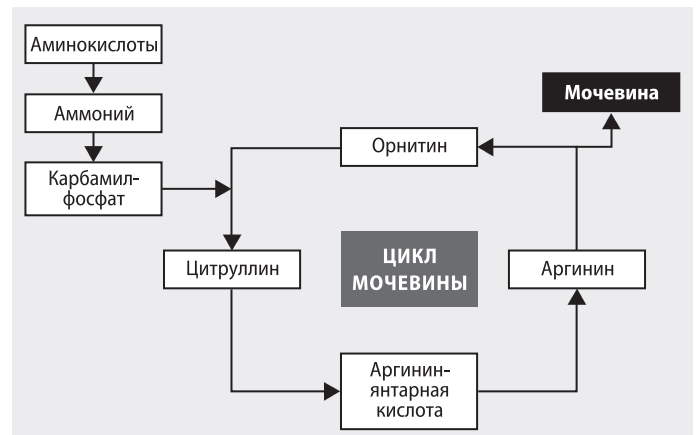 Аминокислоты
Аммоний
Карбамил-
фосфат
Мочевина
Орнитин
Цитруллин
ЦИКЛ
МОЧЕВИНЫ
Аргинин
Аргинин-
янтарная
кислота